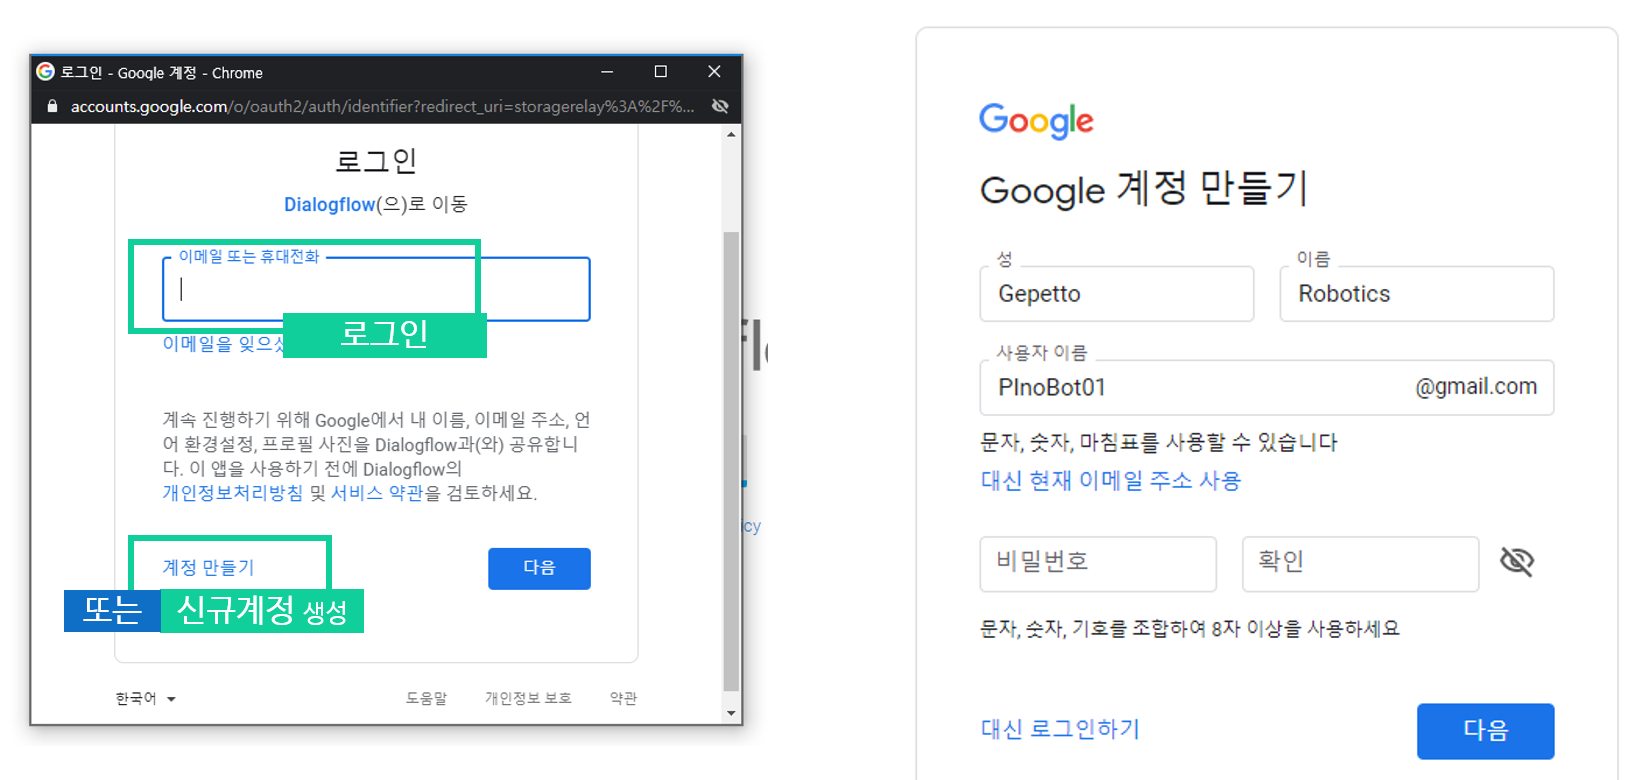 로그인 - Google 계정 - Chrome
accounts.google.com/o/oauth2/auth/identifier?redirect_uri=storagerelay%3A%2F%...
로그인
Dialogflow(으)로 이동
이메일 또는 휴대전화
로그인
이메일을 잊으셨
계속 진행하기 위해 Google에서 내 이름, 이메일 주소, 언
어 환경설정, 프로필 사진을 Dialogflow과(와) 공유합니
다. 이 앱을 사용하기 전에 Dialogflow의
개인정보처리방침 및 서비스 약관을 검토하세요.
계정 만들기
다음
또는 신규계정 생성
한국어
도움말 개인정보 보호 약관
icy
Google
Google 계정 만들기
성
이름
Gepetto
Robotics
사용자 이름
PInoBot01
@gmail.com
문자, 숫자, 마침표를 사용할 수 있습니다
대신 현재 이메일 주소 사용
비밀번호
확인
문자, 숫자, 기호를 조합하여 8자 이상을 사용하세요
대신 로그인하기
다음